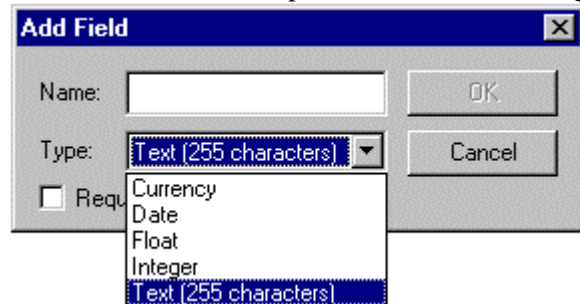 Add Field
Name:
OK
Type: Text (255 characters) Cancel
Currency
Date
Float
Integer
Text (255 characters)